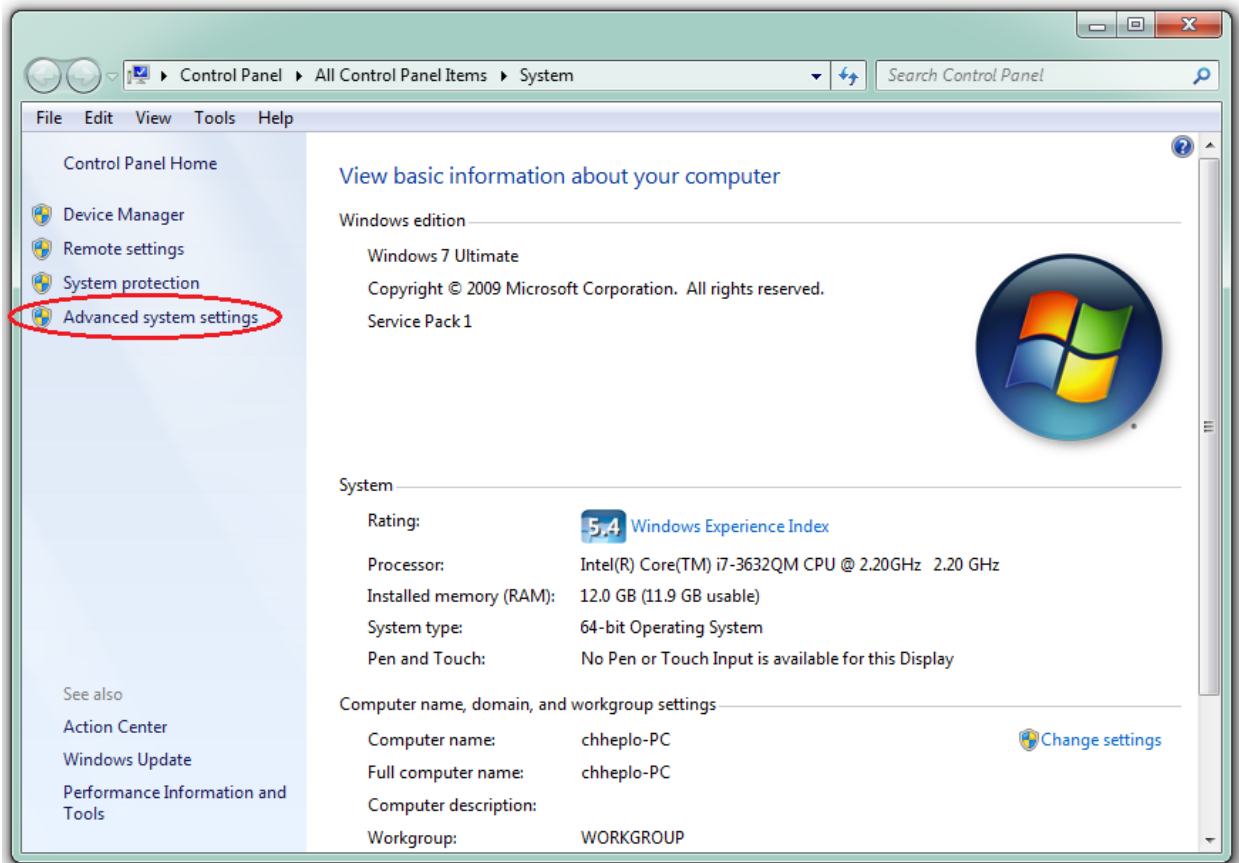 Control Panel All Control Panel Items System Search Control Panel
File Edit View Tools Help
Control Panel Home
Device Manager
Remote settings
System protection
Advanced system settings
See also
Action Center
Windows Update
Performance Information and
Tools
View basic information about your computer
Windows edition
Windows 7 Ultimate
Copyright © 2009 Microsoft Corporation. All rights reserved.
Service Pack 1
System
Rating: 5.4 Windows Experience Index
Processor: Intel(R) Core(TM) i7-3632QM CPU @ 2.20GHz 2.20 GHz
Installed memory (RAM): 12.0 GB (11.9 GB usable)
System type: 64-bit Operating System
Pen and Touch: No Pen or Touch Input is available for this Display
Computer name, domain, and workgroup settings
Computer name: chheplo-PC Change settings
Full computer name: chheplo-PC
Computer description:
Workgroup: WORKGROUP